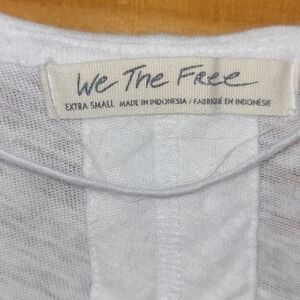 We The Free
EXTRA SMALL MADE IN INDONESIA / FABRIQUÉ EN INDONÉSIE